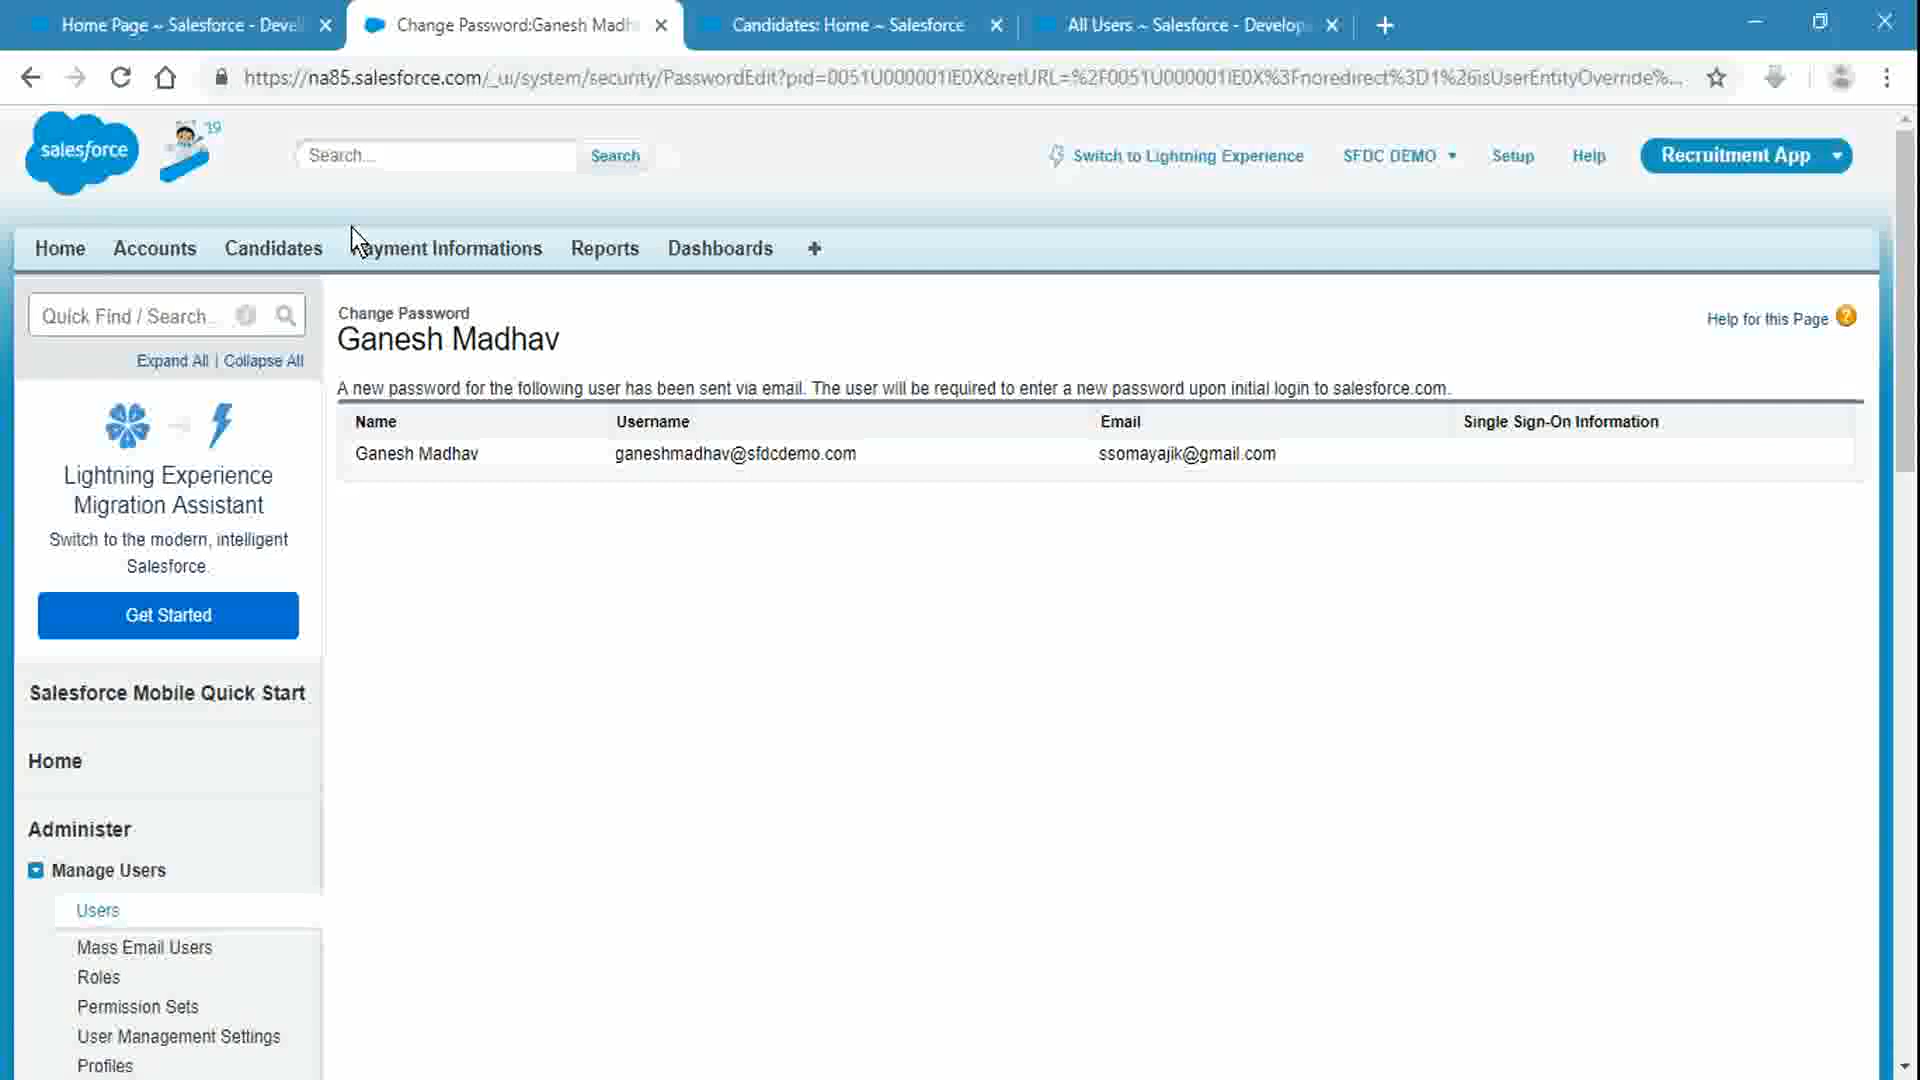 Home Page ~ Salesforce - Devel
Change Password:Ganesh Madh
Candidates: Home ~ Salesforce
All Users ~ Salesforce - Develop
https://na85.salesforce.com/_ui/system/security/PasswordEdit?pid=0051U000001IE0X&retURL=%2F0051U000001IE0X%3Fnoredirect%3D1%26isUserEntityOverride%...
salesforce
'19
Search...
Search
Switch to Lightning Experience
SFDC DEMO
Setup
Help
Recruitment App
Home
Accounts
Candidates
Payment Informations
Reports
Dashboards
+
Quick Find / Search...
Expand All | Collapse All
Lightning Experience
Migration Assistant
Switch to the modern, intelligent
Salesforce.
Get Started
Salesforce Mobile Quick Start
Home
Administer
Manage Users
Users
Mass Email Users
Roles
Permission Sets
User Management Settings
Profiles
Change Password
Ganesh Madhav
Help for this Page ?
A new password for the following user has been sent via email. The user will be required to enter a new password upon initial login to salesforce.com.
Name Username Email Single Sign-On Information
Ganesh Madhav ganeshmadhav@sfdcdemo.com ssomayajik@gmail.com